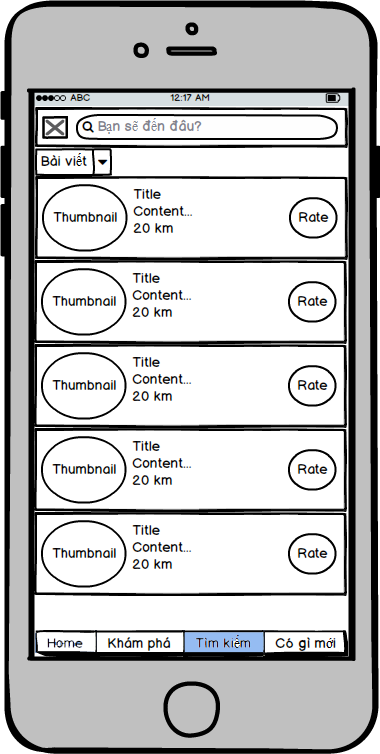 ABC 12:17 AM
Bạn sẽ đến đâu?
Bài viết
Thumbnail
Title
Content...
20 km
Rate
Thumbnail
Title
Content...
20 km
Rate
Thumbnail
Title
Content...
20 km
Rate
Thumbnail
Title
Content...
20 km
Rate
Thumbnail
Title
Content...
20 km
Rate
Home Khám phá Tìm kiếm Có gì mới